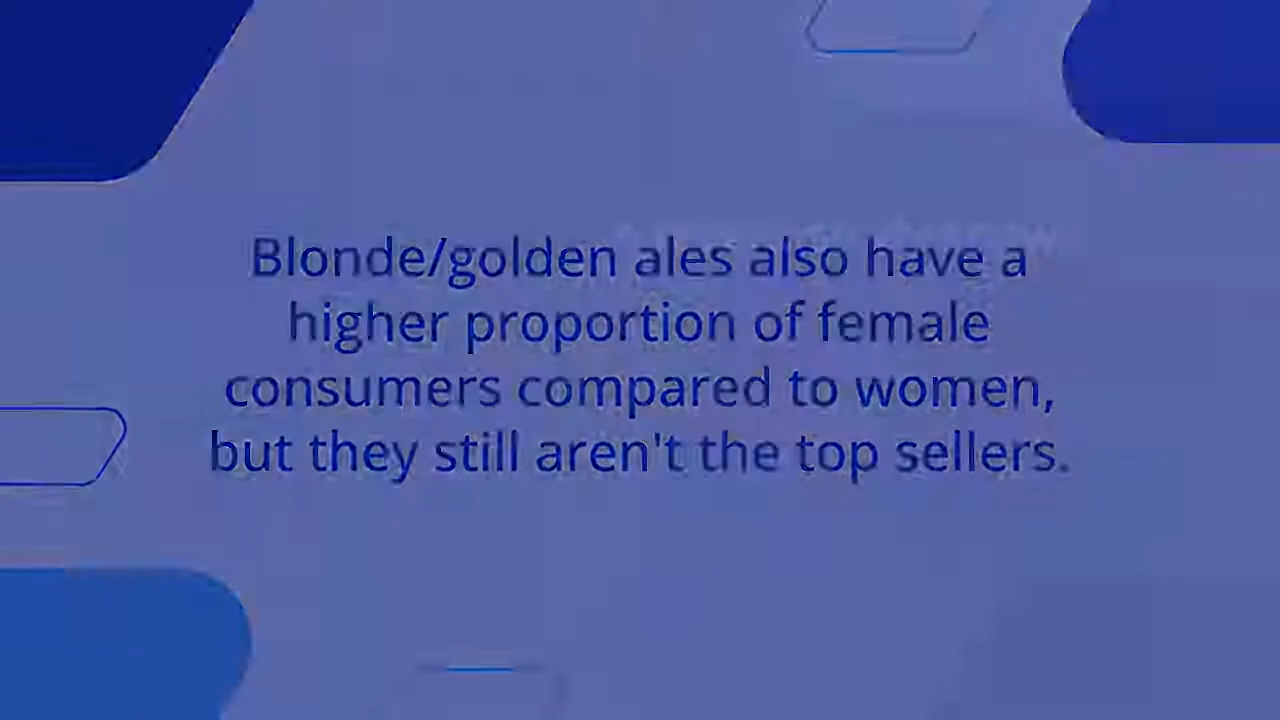 Blonde/golden ales also have a
higher proportion of female
consumers compared to women,
but they still aren't the top sellers.